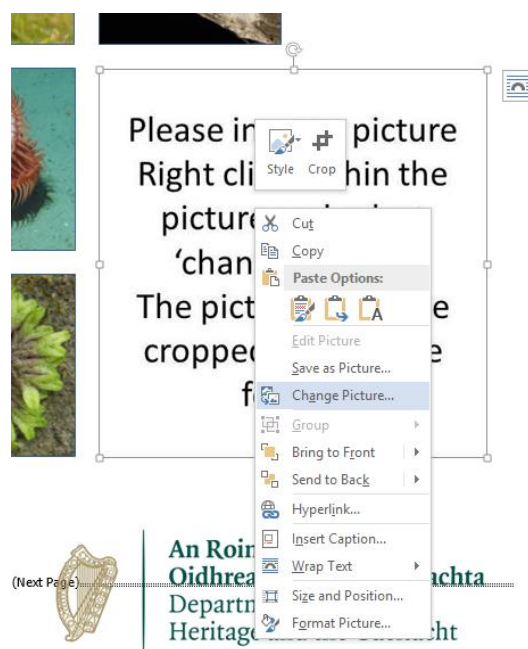 Please in picture
Style Crop
Right cli hin the
picture
Cut
Copy
'chan
Paste Options:
The pict e
Edit Picture
cropped e
Save as Picture...
f
Change Picture...
Group
Bring to Front
Send to Back
Hyperlink...
An Roin
Insert Caption...
(Next Page)
Oidhrea achta
Wrap Text
Departn
Size and Position...
Heritage
Format Picture...